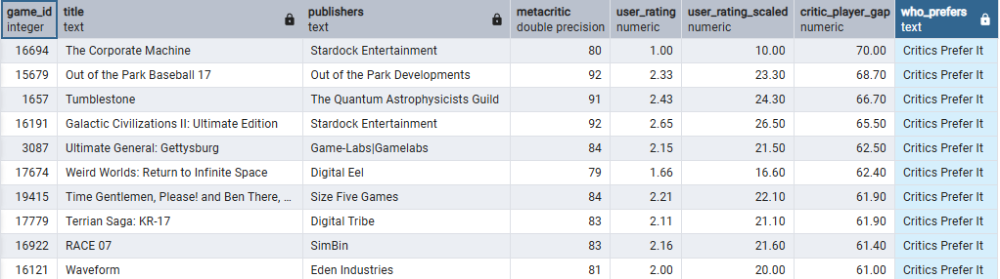 game_id title publishers metacritic user_rating user_rating_scaled critic_player_gap who_prefers
integer text text double precision numeric numeric numeric text
16694 The Corporate Machine Stardock Entertainment 80 1.00 10.00 70.00 Critics Prefer It
15679 Out of the Park Baseball 17 Out of the Park Developments 92 2.33 23.30 68.70 Critics Prefer It
1657 Tumblestone The Quantum Astrophysicists Guild 91 2.43 24.30 66.70 Critics Prefer It
16191 Galactic Civilizations II: Ultimate Edition Stardock Entertainment 92 2.65 26.50 65.50 Critics Prefer It
3087 Ultimate General: Gettysburg Game-Labs|Gamelabs 84 2.15 21.50 62.50 Critics Prefer It
17674 Weird Worlds: Return to Infinite Space Digital Eel 79 1.66 16.60 62.40 Critics Prefer It
19415 Time Gentlemen, Please! and Ben There, ... Size Five Games 84 2.21 22.10 61.90 Critics Prefer It
17779 Terrian Saga: KR-17 Digital Tribe 83 2.11 21.10 61.90 Critics Prefer It
16922 RACE 07 SimBin 83 2.16 21.60 61.40 Critics Prefer It
16121 Waveform Eden Industries 81 2.00 20.00 61.00 Critics Prefer It